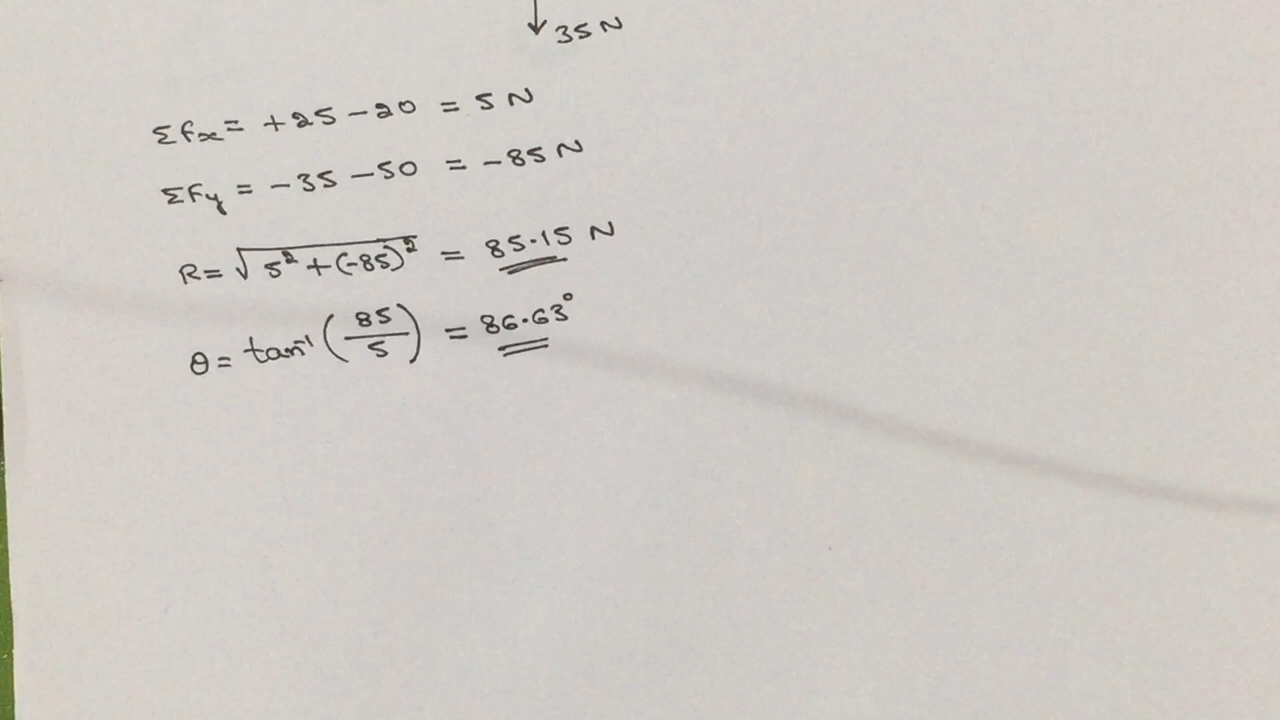 35 N
Σfx = +25 - 20 = 5 N
ΣFy = -35 - 50 = -85 N
R = √5² + (-85)² = 85.15 N
θ = tan⁻¹ (85/5) = 86.63°